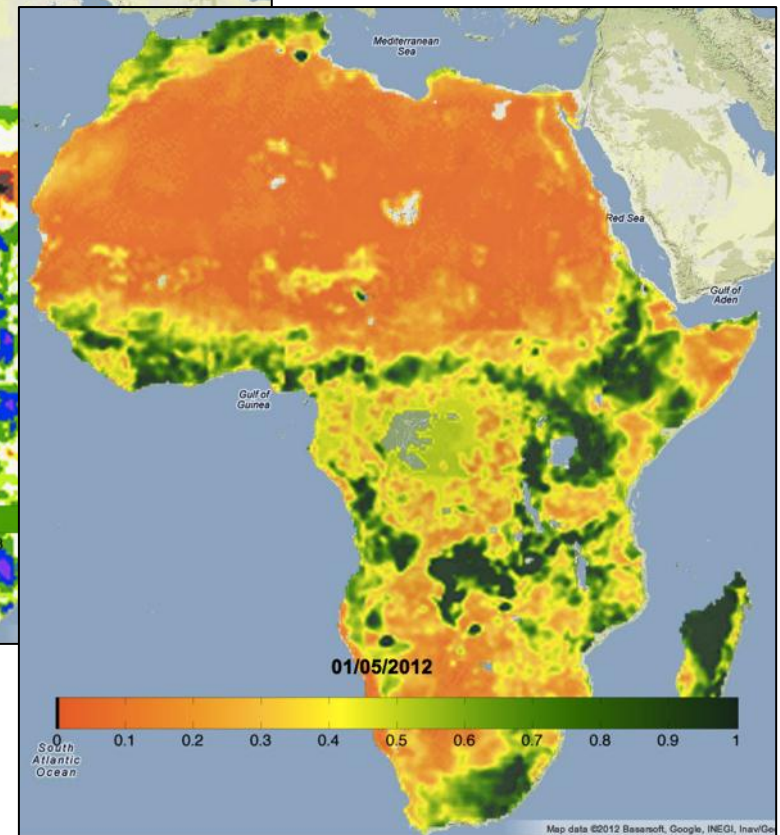 Mediterranean
Sea
Red Sea
Gulf of
Aden
Gulf of
Guinea
01/05/2012
0 0.1 0.2 0.3 0.4 0.5 0.6 0.7 0.8 0.9 1
South
Atlantic
Ocean
Map data ©2012 Basarsoft, Google, INEGI, Inav/Geo